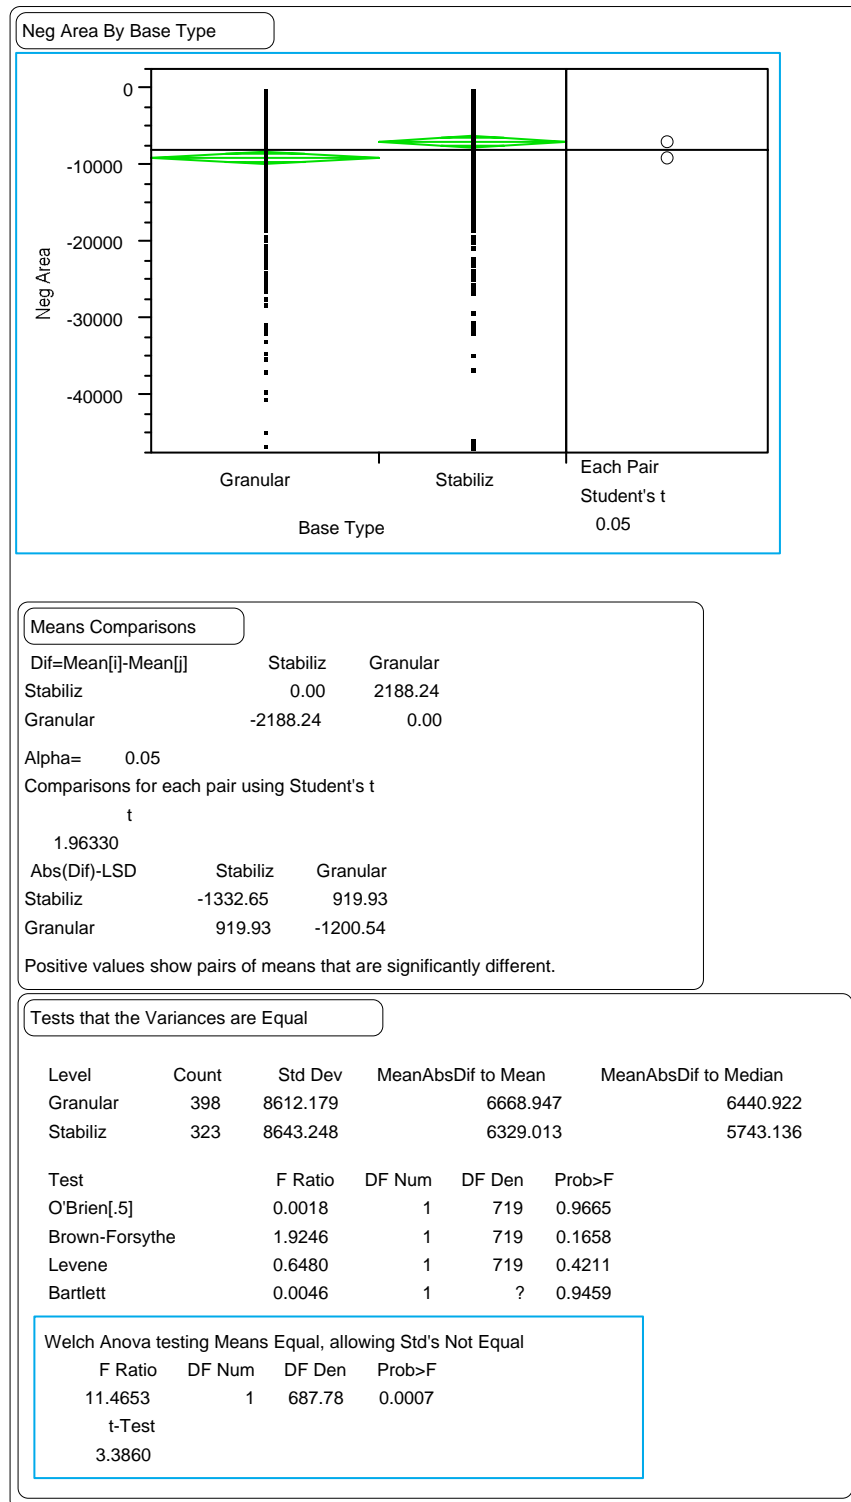 Neg Area By Base Type
0
-10000
-20000
-30000
-40000
Neg Area
Granular Stabiliz Each Pair
Student's t
0.05
Base Type
Means Comparisons
Dif=Mean[i]-Mean[j] Stabiliz Granular
Stabiliz 0.00 2188.24
Granular -2188.24 0.00
Alpha= 0.05
Comparisons for each pair using Student's t
t
1.96330
Abs(Dif)-LSD Stabiliz Granular
Stabiliz -1332.65 919.93
Granular 919.93 -1200.54
Positive values show pairs of means that are significantly different.
Tests that the Variances are Equal
Level Count Std Dev MeanAbsDif to Mean MeanAbsDif to Median
Granular 398 8612.179 6668.947 6440.922
Stabiliz 323 8643.248 6329.013 5743.136
Test F Ratio DF Num DF Den Prob>F
O'Brien[.5] 0.0018 1 719 0.9665
Brown-Forsythe 1.9246 1 719 0.1658
Levene 0.6480 1 719 0.4211
Bartlett 0.0046 1 ? 0.9459
Welch Anova testing Means Equal, allowing Std's Not Equal
F Ratio DF Num DF Den Prob>F
11.4653 1 687.78 0.0007
t-Test
3.3860